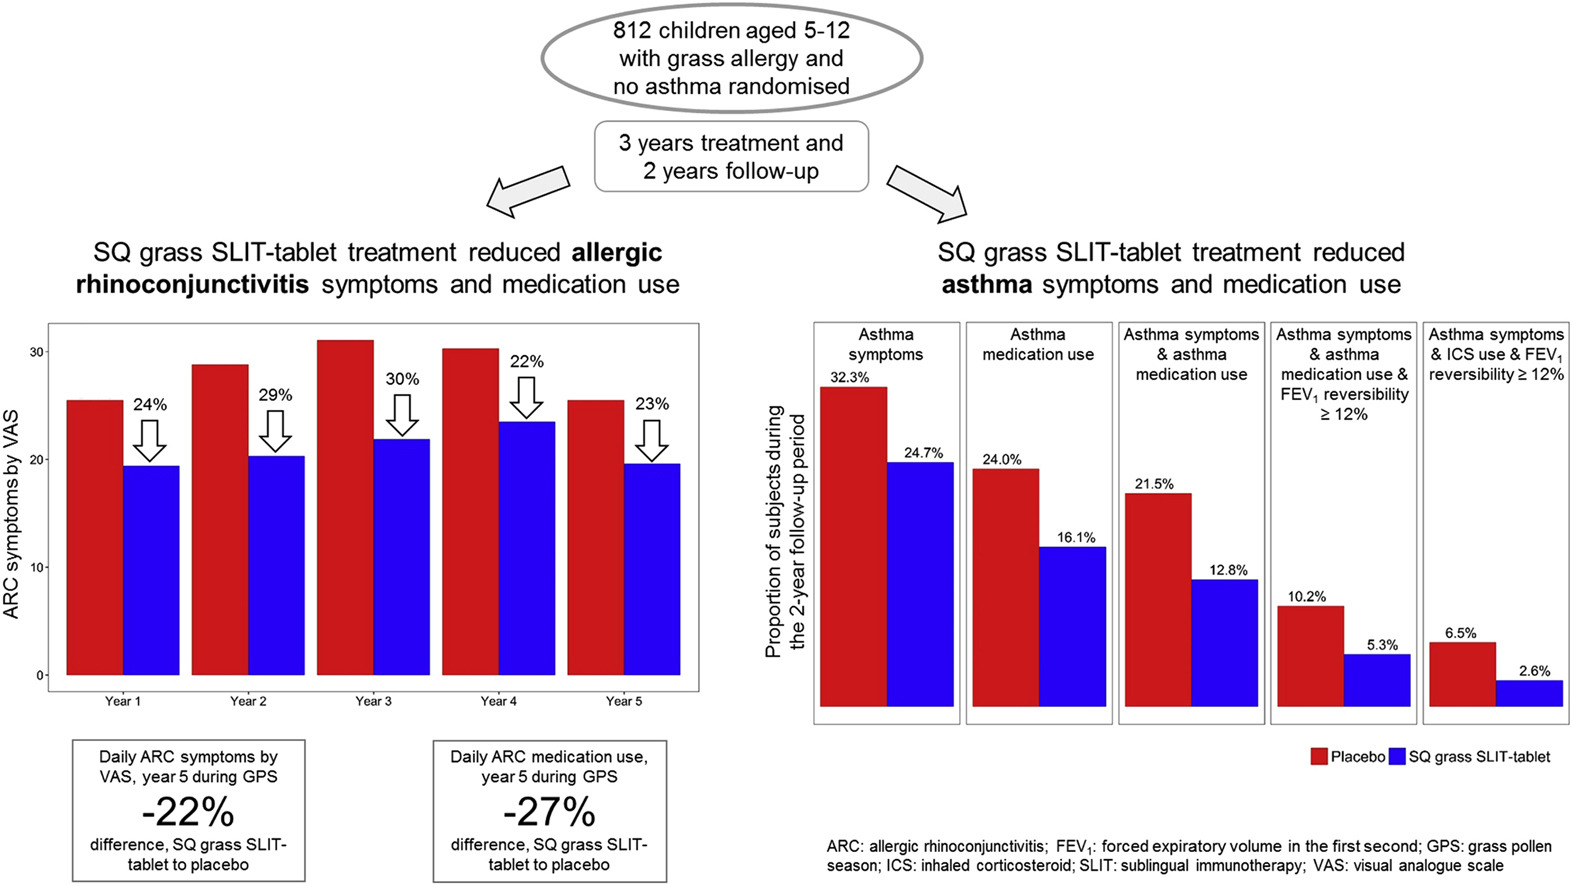 812 children aged 5-12
with grass allergy and
no asthma randomised
3 years treatment and
2 years follow-up
SQ grass SLIT-tablet treatment reduced allergic
rhinoconjunctivitis symptoms and medication use
ARC symptoms by VAS
30
20
10
0
24%
29%
30%
22%
23%
Year 1
Year 2
Year 3
Year 4
Year 5
Daily ARC symptoms by
VAS, year 5 during GPS
-22%
difference, SQ grass SLIT-
tablet to placebo
Daily ARC medication use,
year 5 during GPS
-27%
difference, SQ grass SLIT-
tablet to placebo
SQ grass SLIT-tablet treatment reduced
asthma symptoms and medication use
Proportion of subjects during
the 2-year follow-up period
Asthma
symptoms
32.3%
24.7%
Asthma
medication use
24.0%
16.1%
Asthma symptoms
& asthma
medication use
21.5%
12.8%
Asthma symptoms
& asthma
medication use &
FEV₁ reversibility
≥ 12%
10.2%
5.3%
Asthma symptoms
& ICS use & FEV₁
reversibility ≥ 12%
6.5%
2.6%
Placebo
SQ grass SLIT-tablet
ARC: allergic rhinoconjunctivitis; FEV₁: forced expiratory volume in the first second; GPS: grass pollen
season; ICS: inhaled corticosteroid; SLIT: sublingual immunotherapy; VAS: visual analogue scale